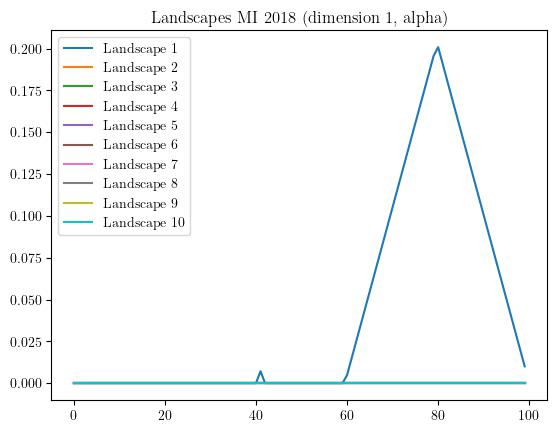 Landscapes MI 2018 (dimension 1, alpha)
0.200
0.175
0.150
0.125
0.100
0.075
0.050
0.025
0.000
Landscape 1
Landscape 2
Landscape 3
Landscape 4
Landscape 5
Landscape 6
Landscape 7
Landscape 8
Landscape 9
Landscape 10
0 20 40 60 80 100